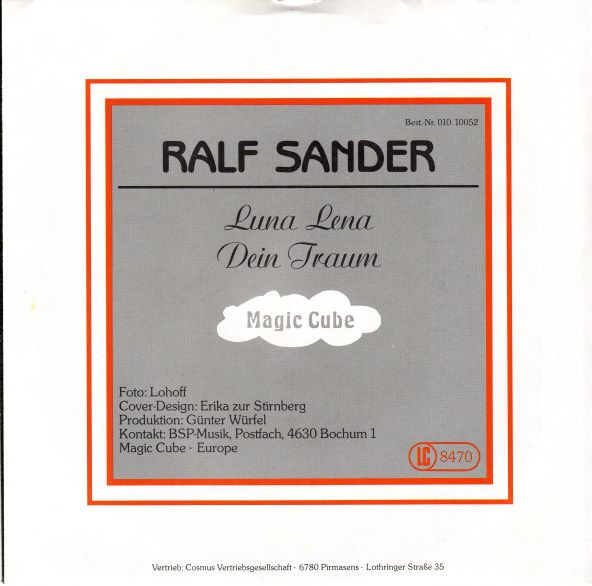 Best.-Nr. 010. 10052
RALF SANDER
Luna Lena
Dein Traum
Magic Cube
Foto: Lohoff
Cover-Design: Erika zur Stirnberg
Produktion: Günter Würfel
Kontakt: BSP-Musik, Postfach, 4630 Bochum 1
Magic Cube · Europe
LC 8470
Vertrieb: Cosmus Vertriebsgesellschaft · 6780 Pirmasens · Lothringer Straße 35